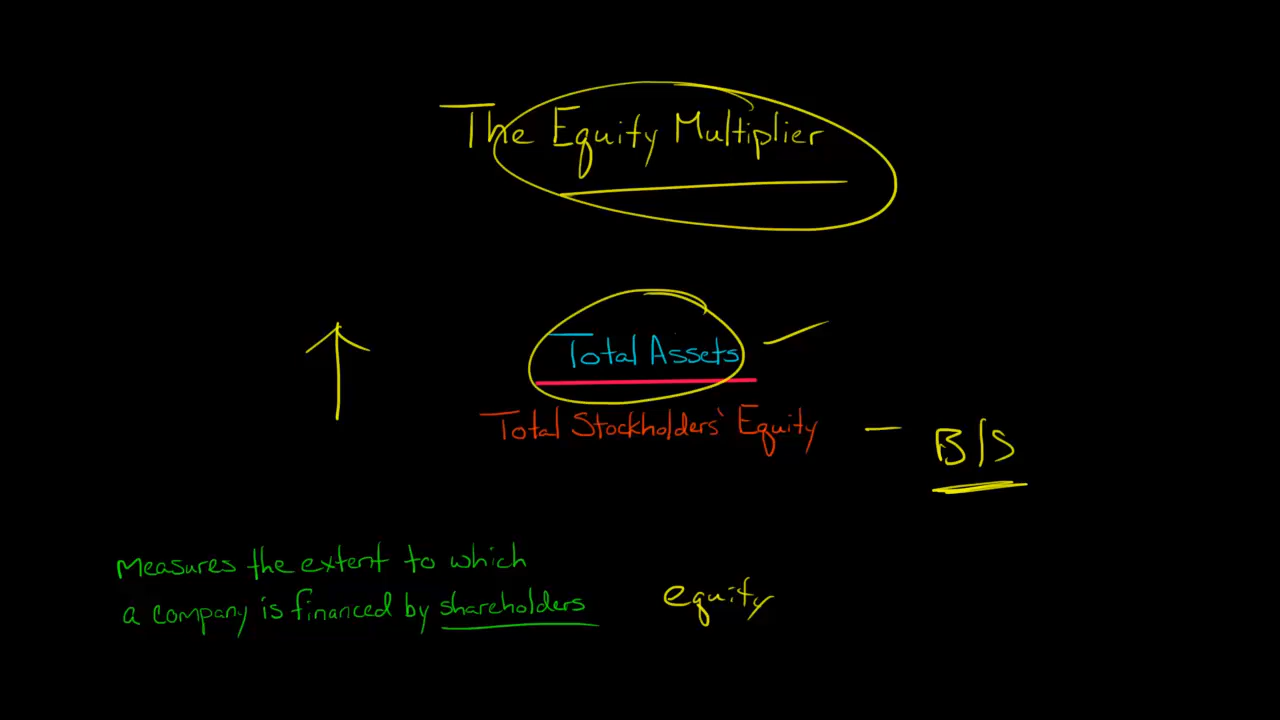 The Equity Multiplier
Total Assets
Total Stockholders' Equity
B/S
Measures the extent to which
a company is financed by shareholders
equity